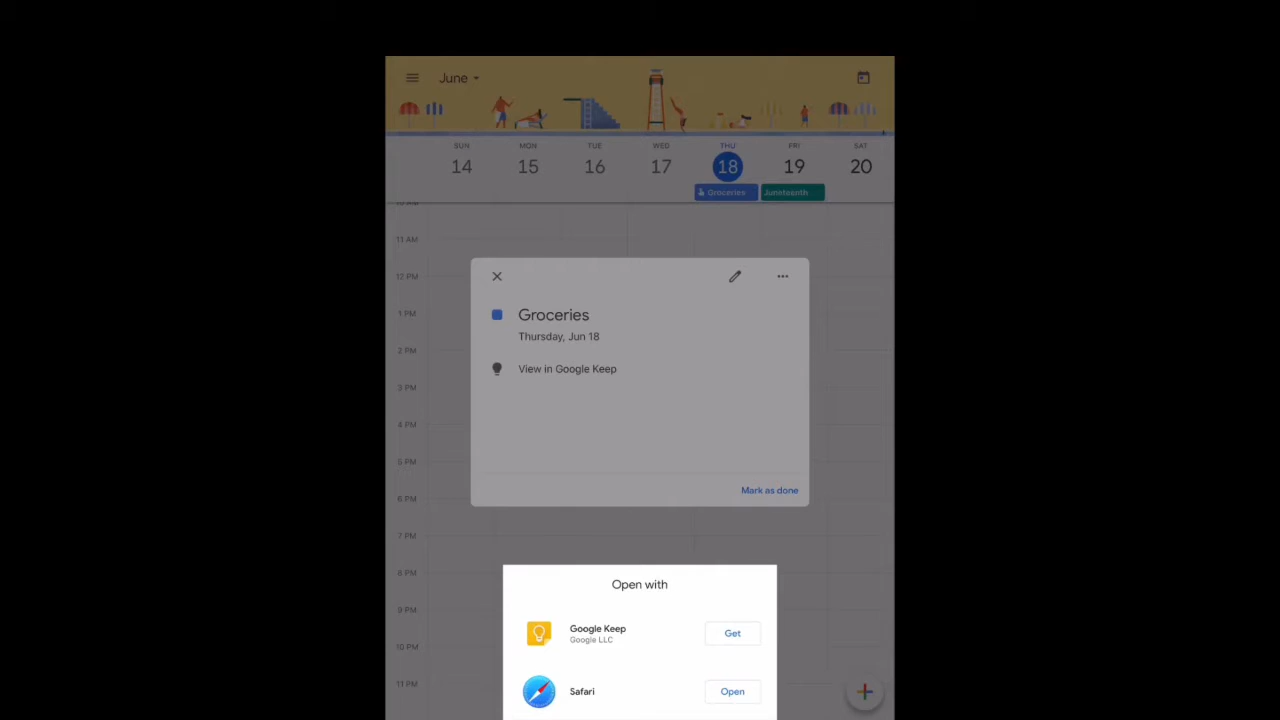 June
SUN MON TUE WED THU FRI SAT
14 15 16 17 18 19 20
Groceries Juneteenth
11 AM
12 PM
Groceries
1 PM
Thursday, Jun 18
2 PM
View in Google Keep
3 PM
4 PM
5 PM
Mark as done
6 PM
7 PM
8 PM
Open with
9 PM
Google Keep
Google LLC
Get
10 PM
11 PM
Safari
Open